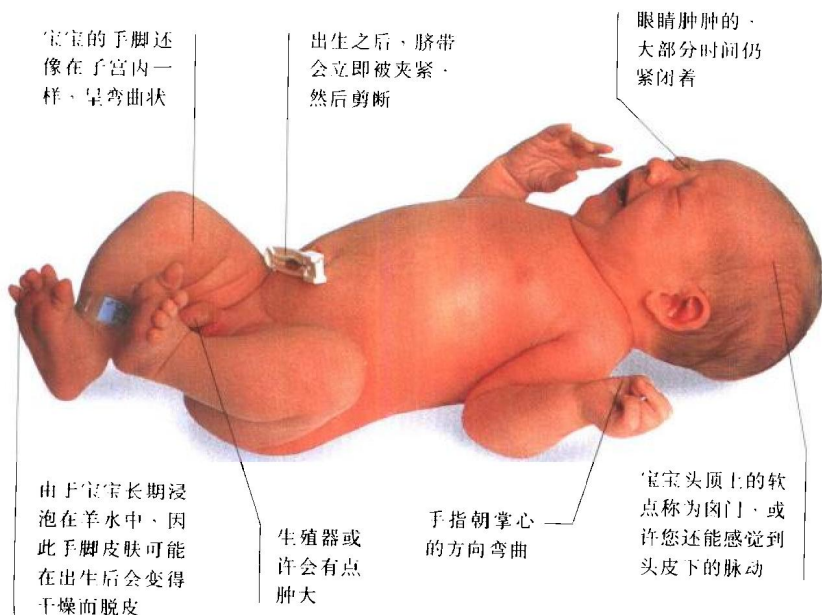 宝宝的手脚还
像在子宫内一
样，呈弯曲状
出生之后，脐带
会立即被夹紧，
然后剪断
眼睛肿肿的，
大部分时间仍
紧闭着
由于宝宝长期浸
泡在羊水中，因
此手脚皮肤可能
在出生后会变得
干燥而脱皮
生殖器或
许会有点
肿大
手指朝掌心
的方向弯曲
宝宝头顶上的软
点称为囟门，或
许您还能感觉到
头皮下的脉动